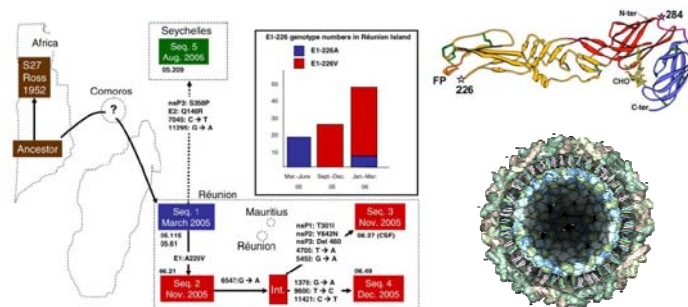 Africa
S27
Ross
1952
Ancestor
Comoros
?
Seychelles
Seq. 5
Aug. 2005
05.209
nsP3: S358P
E2: Q146R
7045: C → T
11295: G → A
Réunion
Seq. 1
March 2005
06.115
05.61
E1:A226V
06.21
Seq. 2
Nov. 2005
6547: G → A
Int.
Mauritius
Réunion
nsP1: T301I
nsP2: Y642N
nsP3: Del 460
4705: T → A
5452: G → A
Seq. 3
Nov. 2005
06.27 (CSF)
1378: G → A
9600: T → C
11421: C → T
06.49
Seq. 4
Dec. 2005
E1-226 genotype numbers in Réunion Island
E1-226A
E1-226V
50
40
30
20
10
Mar.-June
05
Sept.-Dec.
05
Jan.-Mar.
06
N-ter
284
FP
226
CHO
C-ter